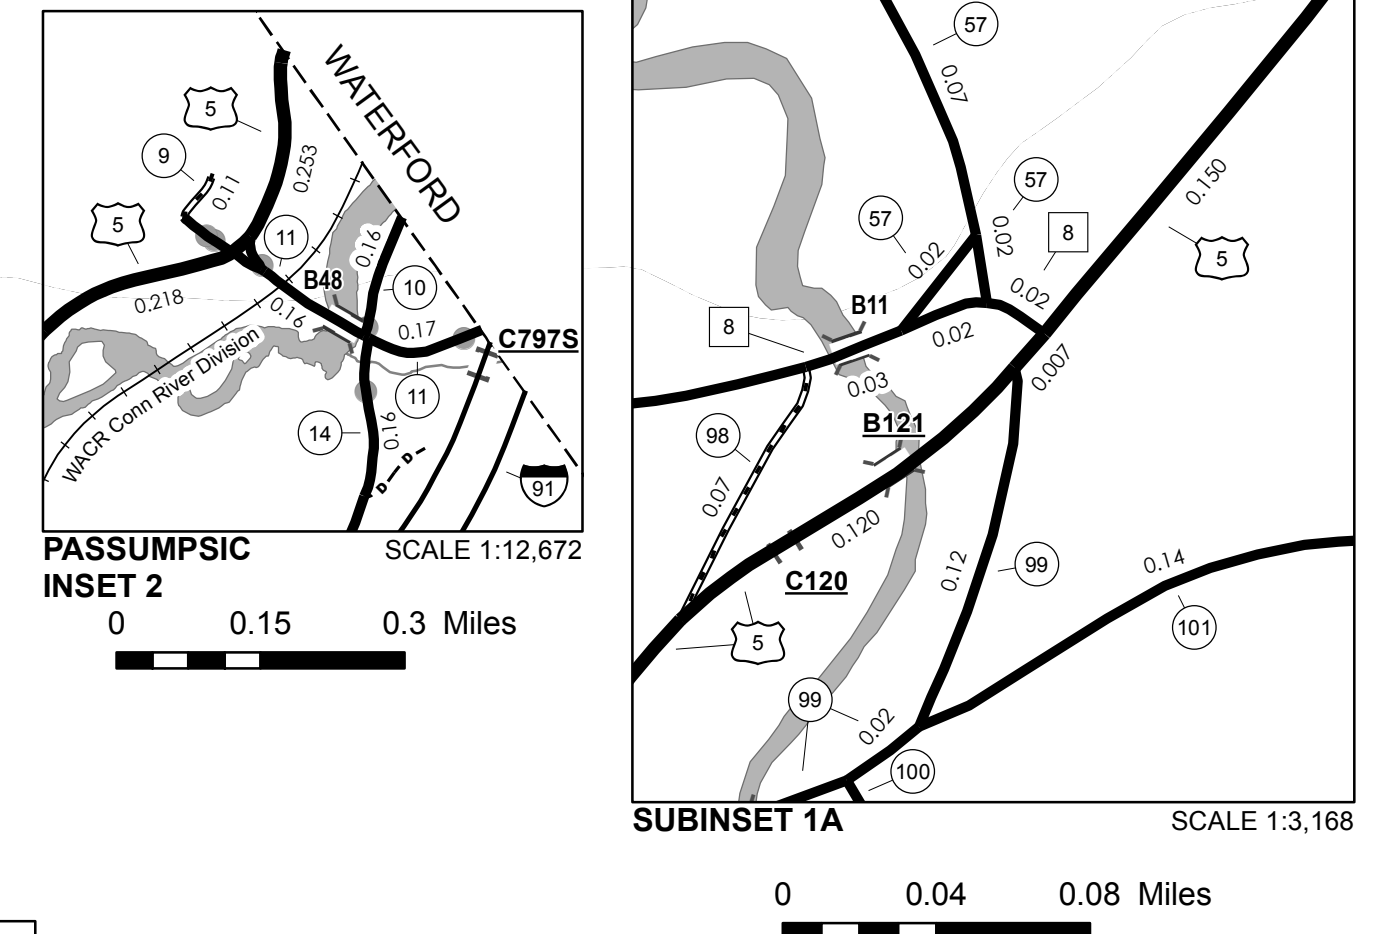 WATERFORD
5
9
0.11
0.253
5
11
0.16
B48
10
0.218
0.16
0.17
C797S
WACR Conn River Division
11
14
0.16
D
D
91
PASSUMPSIC
INSET 2
SCALE 1:12,672
0 0.15 0.3 Miles
57
0.07
57
0.150
57
0.02
8
0.02
5
0.02
B11
8
0.02
0.03
0.007
B121
98
0.07
0.120
C120
0.12
99
0.14
101
5
99
0.02
100
SUBINSET 1A
SCALE 1:3,168
0 0.04 0.08 Miles